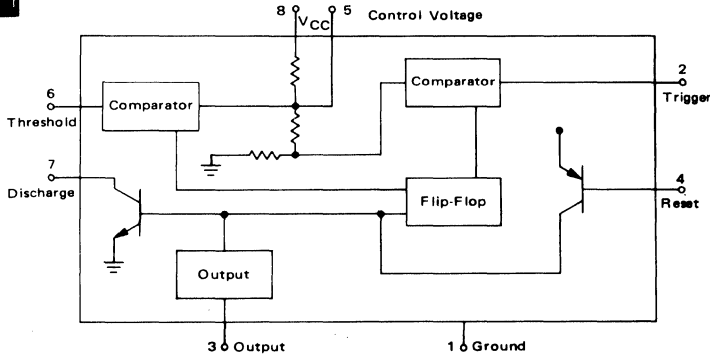 8 VCC 5 Control Voltage
6
Threshold
Comparator
Comparator
2
Trigger
7
Discharge
Flip-Flop
4
Reset
Output
3 Output
1 Ground